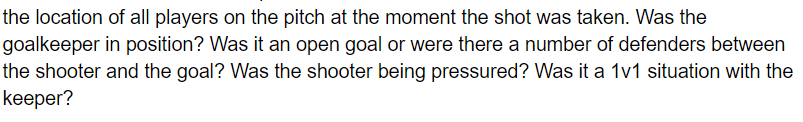 the location of all players on the pitch at the moment the shot was taken. Was the
goalkeeper in position? Was it an open goal or were there a number of defenders between
the shooter and the goal? Was the shooter being pressured? Was it a 1v1 situation with the
keeper?